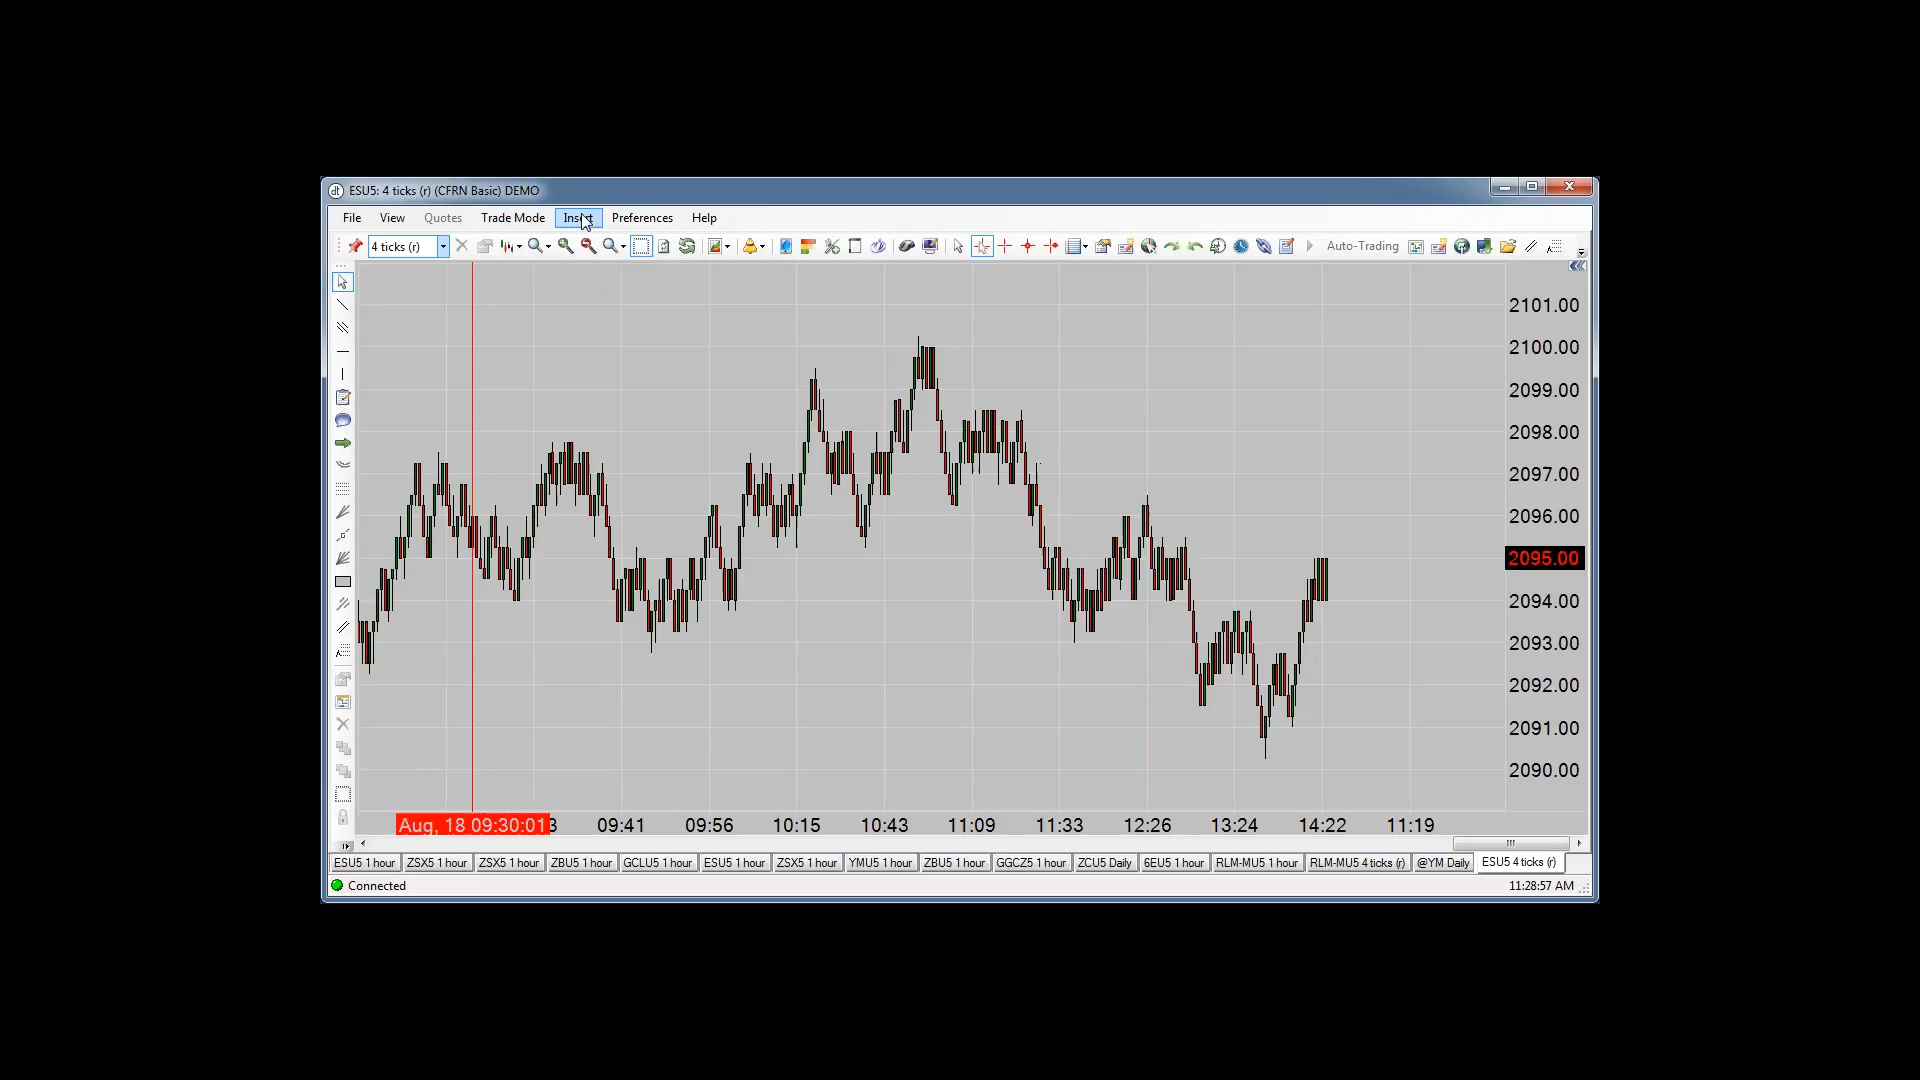 ESU5: 4 ticks (r) (CFRN Basic) DEMO
File View Quotes Trade Mode Insert Preferences Help
4 ticks (r) Auto-Trading
2101.00
2100.00
2099.00
2098.00
2097.00
2096.00
2095.00
2094.00
2093.00
2092.00
2091.00
2090.00
Aug, 18 09:30:01 3 09:41 09:56 10:15 10:43 11:09 11:33 12:26 13:24 14:22 11:19
ESU5 1 hour ZSX5 1 hour ZSX5 1 hour ZBU5 1 hour GCLU5 1 hour ESU5 1 hour ZSX5 1 hour YMU5 1 hour ZBU5 1 hour GGCZ5 1 hour ZCU5 Daily 6EU5 1 hour RLM-MU5 1 hour RLM-MU5 4 ticks (r) @YM Daily ESU5 4 ticks (r)
Connected 11:28:57 AM